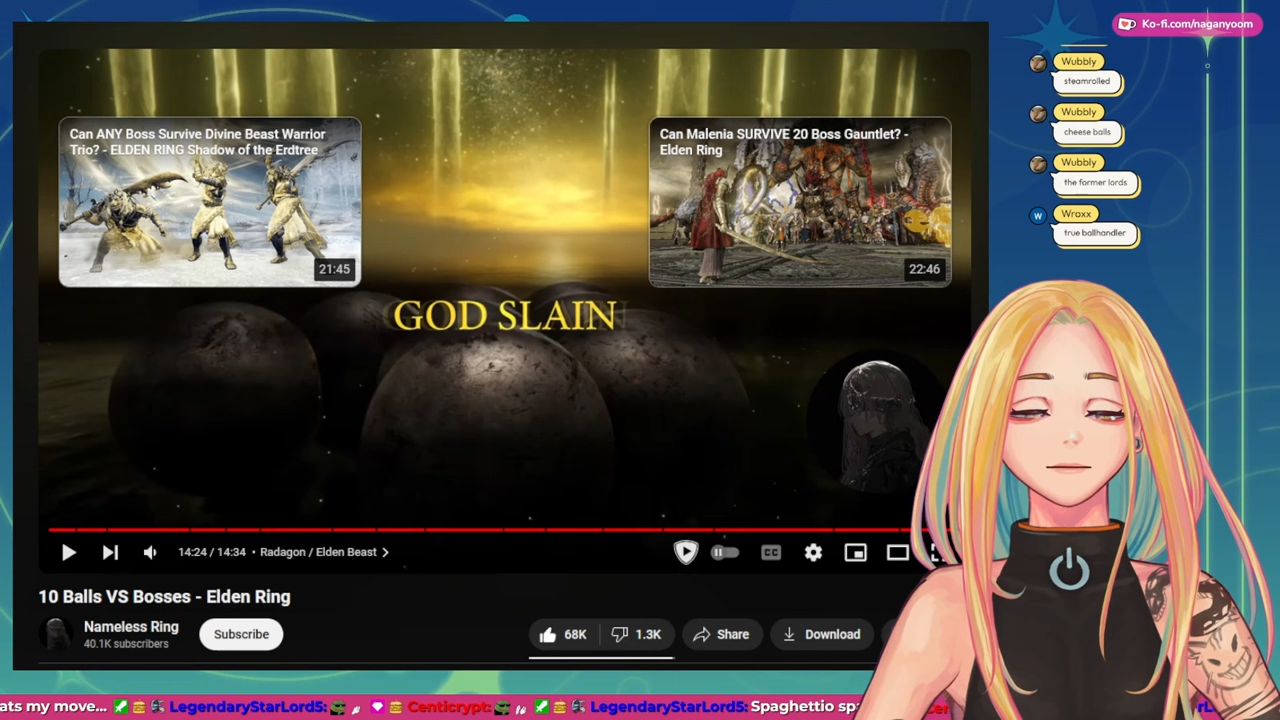 Ko-fi.com/naganyoom
Wubbly
steamrolled
Wubbly
cheese balls
Wubbly
the former lords
W
Wroxx
true ballhandler
Can ANY Boss Survive Divine Beast Warrior
Trio? - ELDEN RING Shadow of the Erdtree
21:45
Can Malenia SURVIVE 20 Boss Gauntlet? -
Elden Ring
22:46
GOD SLAIN
14:24 / 14:34 • Radagon / Elden Beast
CC
10 Balls VS Bosses - Elden Ring
Nameless Ring
40.1K subscribers
Subscribe
68K
1.3K
Share
Download
ats my move... LegendaryStarLord5: Centicrypt: LegendaryStarLord5: Spaghettio